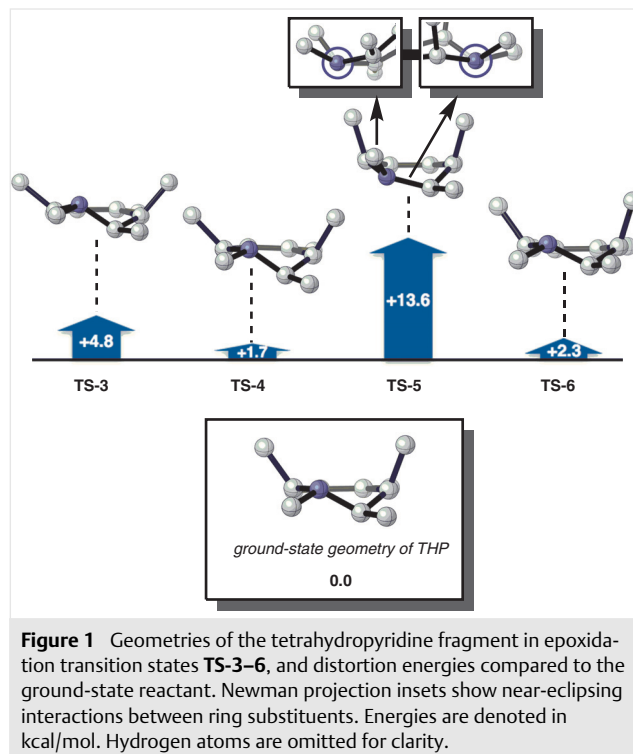 +4.8
+1.7
+13.6
+2.3
TS-3 TS-4 TS-5 TS-6
ground-state geometry of THP
0.0
Figure 1 Geometries of the tetrahydropyridine fragment in epoxida-
tion transition states TS-3–6, and distortion energies compared to the
ground-state reactant. Newman projection insets show near-eclipsing
interactions between ring substituents. Energies are denoted in
kcal/mol. Hydrogen atoms are omitted for clarity.